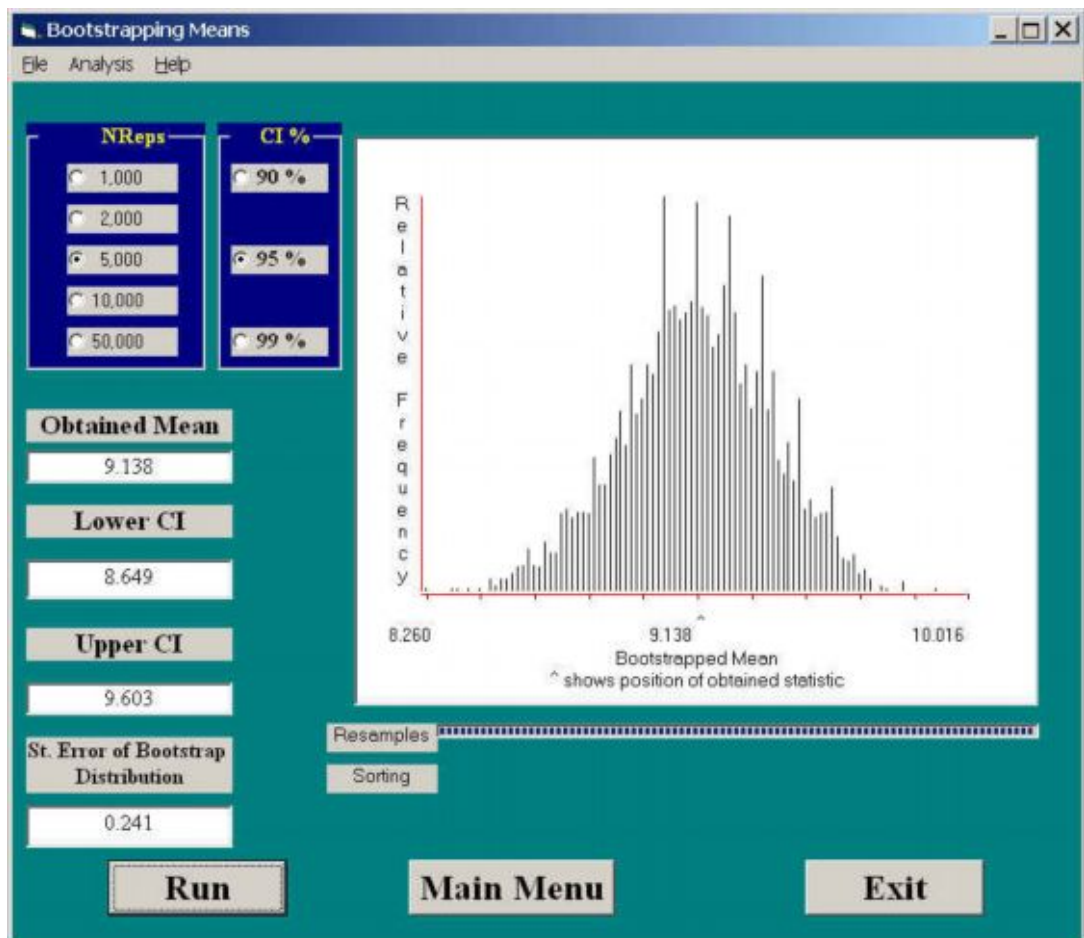 Bootstrapping Means
File Analysis Help
NReps
1,000
2,000
5,000
10,000
50,000
CI %
90 %
95 %
99 %
Obtained Mean
9.138
Lower CI
8.649
Upper CI
9.603
St. Error of Bootstrap
Distribution
0.241
Relative Frequency
8.260 9.138 ^ 10.016
Bootstrapped Mean
^ shows position of obtained statistic
Resamples
Sorting
Run
Main Menu
Exit